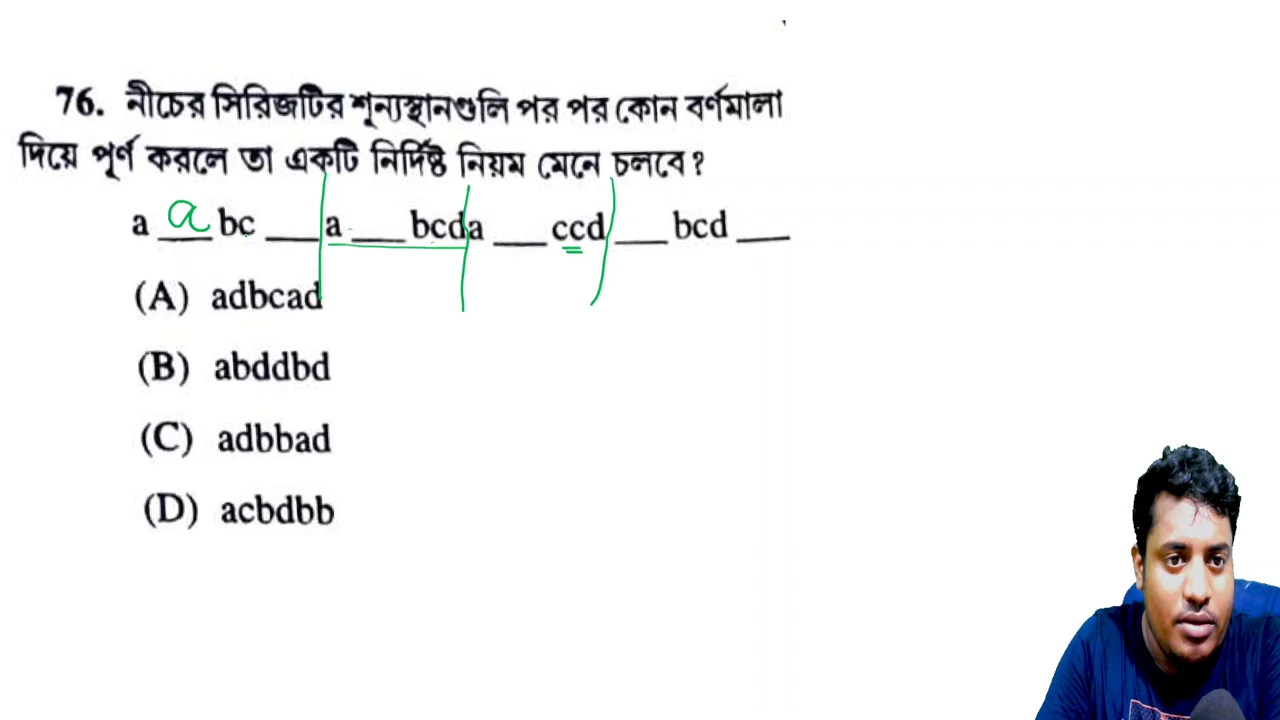 76. নীচের সিরিজটির শূন্যস্থানগুলি পর পর কোন বর্ণমালা
দিয়ে পূর্ণ করলে তা একটি নির্দিষ্ট নিয়ম মেনে চলবে?
a a bc ___ a ___ bcda ___ ccd ___ bcd ___
(A) adbcad
(B) abddbd
(C) adbbad
(D) acbdbb